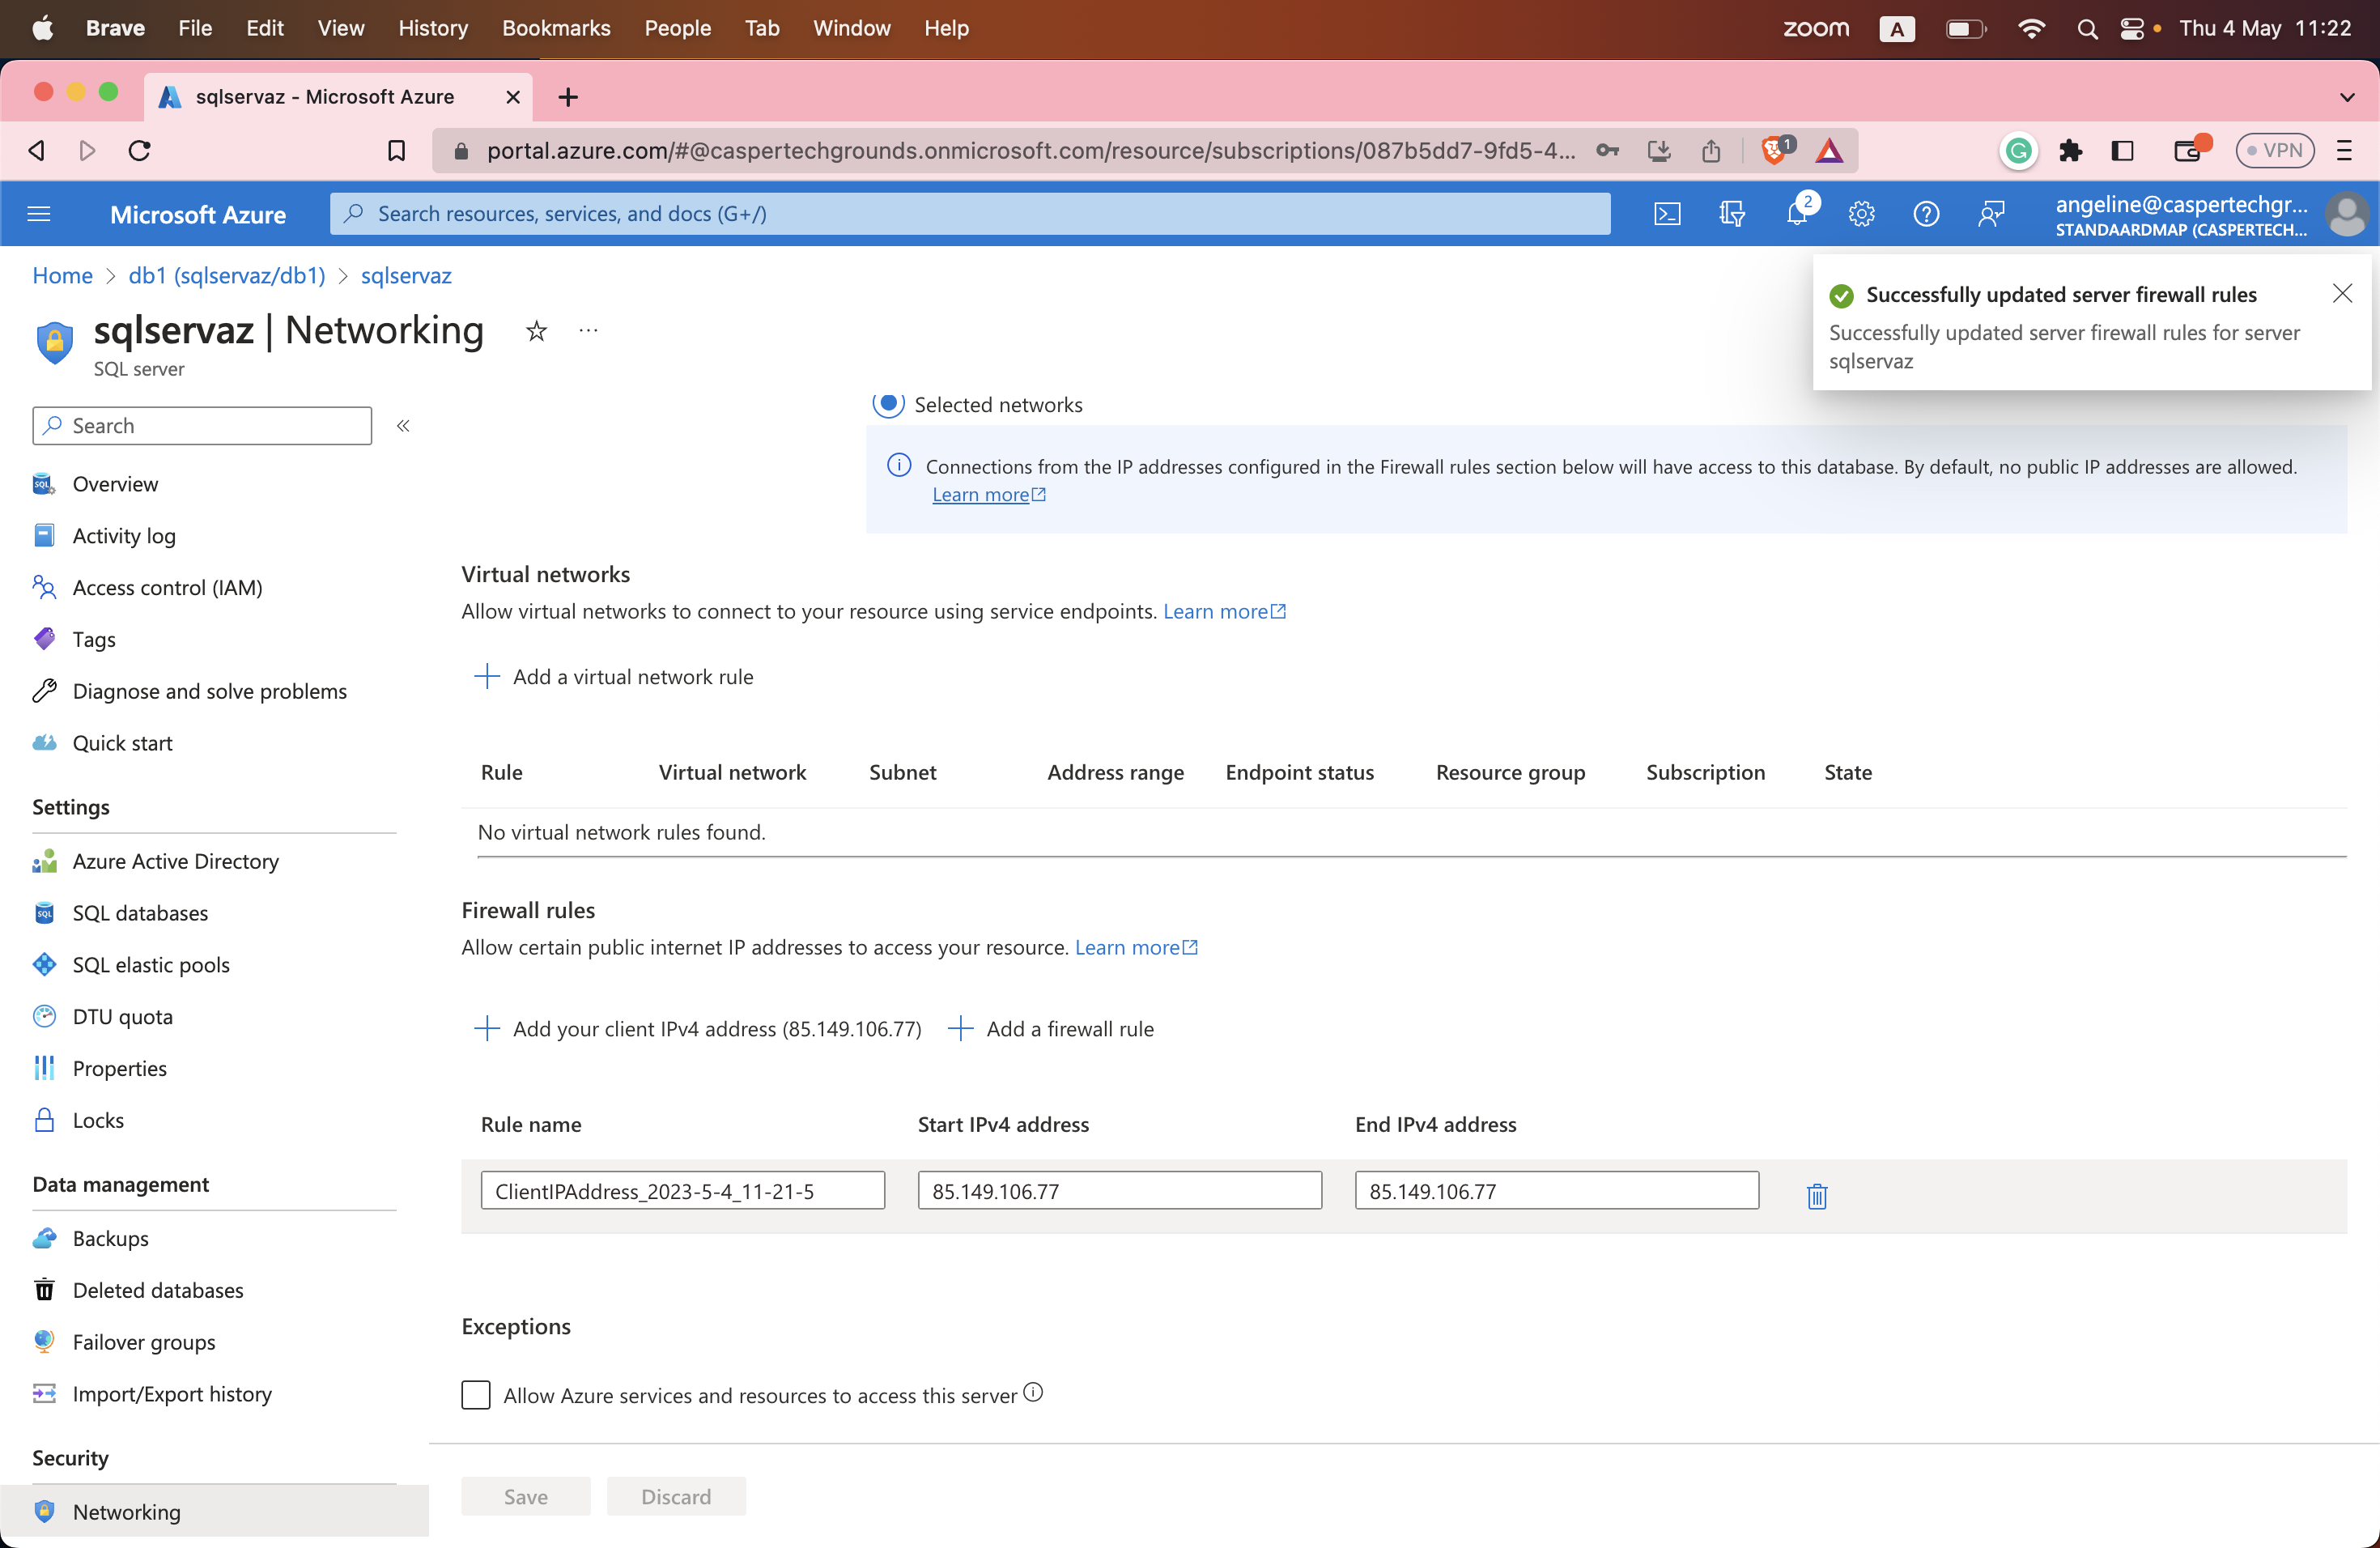 Brave File Edit View History Bookmarks People Tab Window Help zoom A Thu 4 May 11:22
sqlservaz - Microsoft Azure
portal.azure.com/#@caspertechgrounds.onmicrosoft.com/resource/subscriptions/087b5dd7-9fd5-4... 1 G VPN
Microsoft Azure Search resources, services, and docs (G+/) 2 angeline@caspertechgr...
STANDAARDMAP (CASPERTECH...
Home > db1 (sqlservaz/db1) > sqlservaz
Successfully updated server firewall rules
Successfully updated server firewall rules for server
sqlservaz
sqlservaz | Networking ...
SQL server
Search «
Overview
Activity log
Access control (IAM)
Tags
Diagnose and solve problems
Quick start
Settings
Azure Active Directory
SQL databases
SQL elastic pools
DTU quota
Properties
Locks
Data management
Backups
Deleted databases
Failover groups
Import/Export history
Security
Networking
Selected networks
Connections from the IP addresses configured in the Firewall rules section below will have access to this database. By default, no public IP addresses are allowed.
Learn more
Virtual networks
Allow virtual networks to connect to your resource using service endpoints. Learn more
+ Add a virtual network rule
Rule Virtual network Subnet Address range Endpoint status Resource group Subscription State
No virtual network rules found.
Firewall rules
Allow certain public internet IP addresses to access your resource. Learn more
+ Add your client IPv4 address (85.149.106.77) + Add a firewall rule
Rule name Start IPv4 address End IPv4 address
ClientIPAddress_2023-5-4_11-21-5 85.149.106.77 85.149.106.77
Exceptions
Allow Azure services and resources to access this server
Save Discard